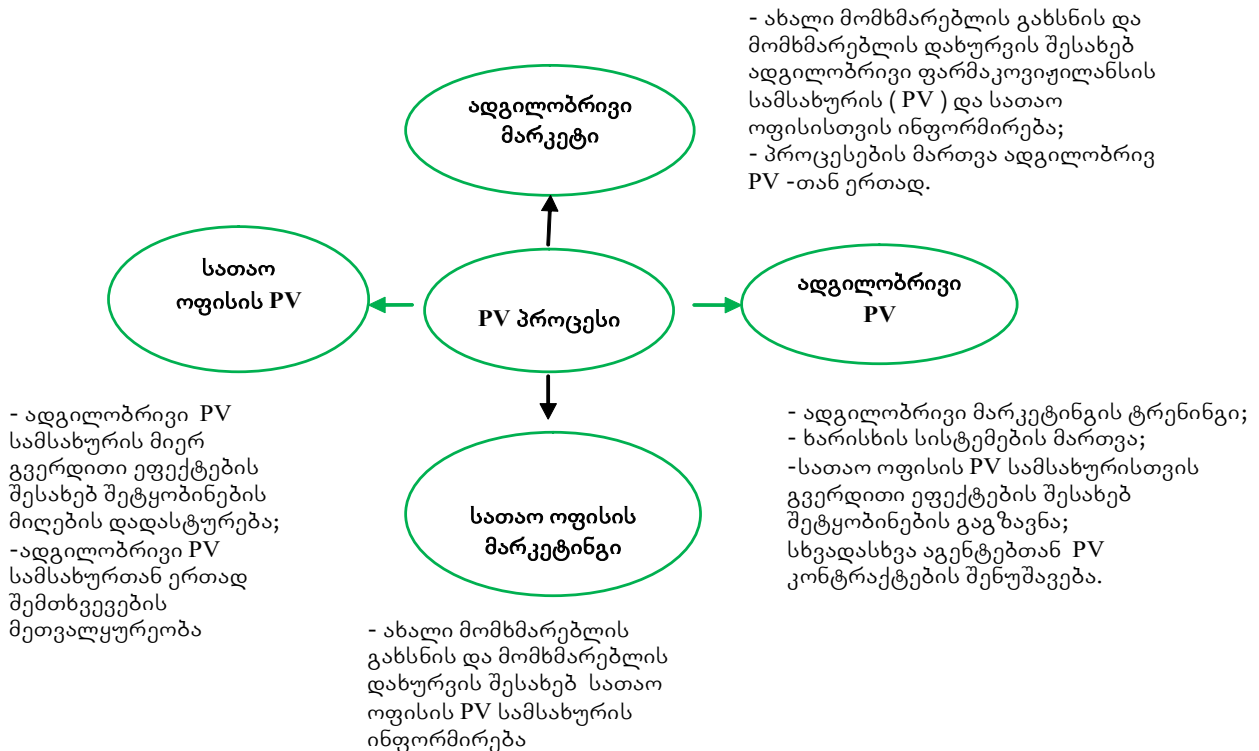 - ახალი მომხმარებლის გახსნის და
მომხმარებლის დახურვის შესახებ
ადგილობრივი ფარმაკოვიჟილანსის
სამსახურის ( PV ) და სათაო
ოფისისთვის ინფორმირება;
- პროცესების მართვა ადგილობრივ
PV -თან ერთად.
ადგილობრივი
მარკეტი
სათაო
ოფისის PV
PV პროცესი
ადგილობრივი
PV
- ადგილობრივი PV
სამსახურის მიერ
გვერდითი ეფექტების
შესახებ შეტყობინების
მიღების დადასტურება;
-ადგილობრივი PV
სამსახურთან ერთად
შემთხვევების
მეთვალყურეობა
სათაო ოფისის
მარკეტინგი
- ადგილობრივი მარკეტინგის ტრენინგი;
- ხარისხის სისტემების მართვა;
-სათაო ოფისის PV სამსახურისთვის
გვერდითი ეფექტების შესახებ
შეტყობინების გაგზავნა;
სხვადასხვა აგენტებთან PV
კონტრაქტების შენუშავება.
- ახალი მომხმარებლის
გახსნის და მომხმარებლის
დახურვის შესახებ სათაო
ოფისის PV სამსახურის
ინფორმირება